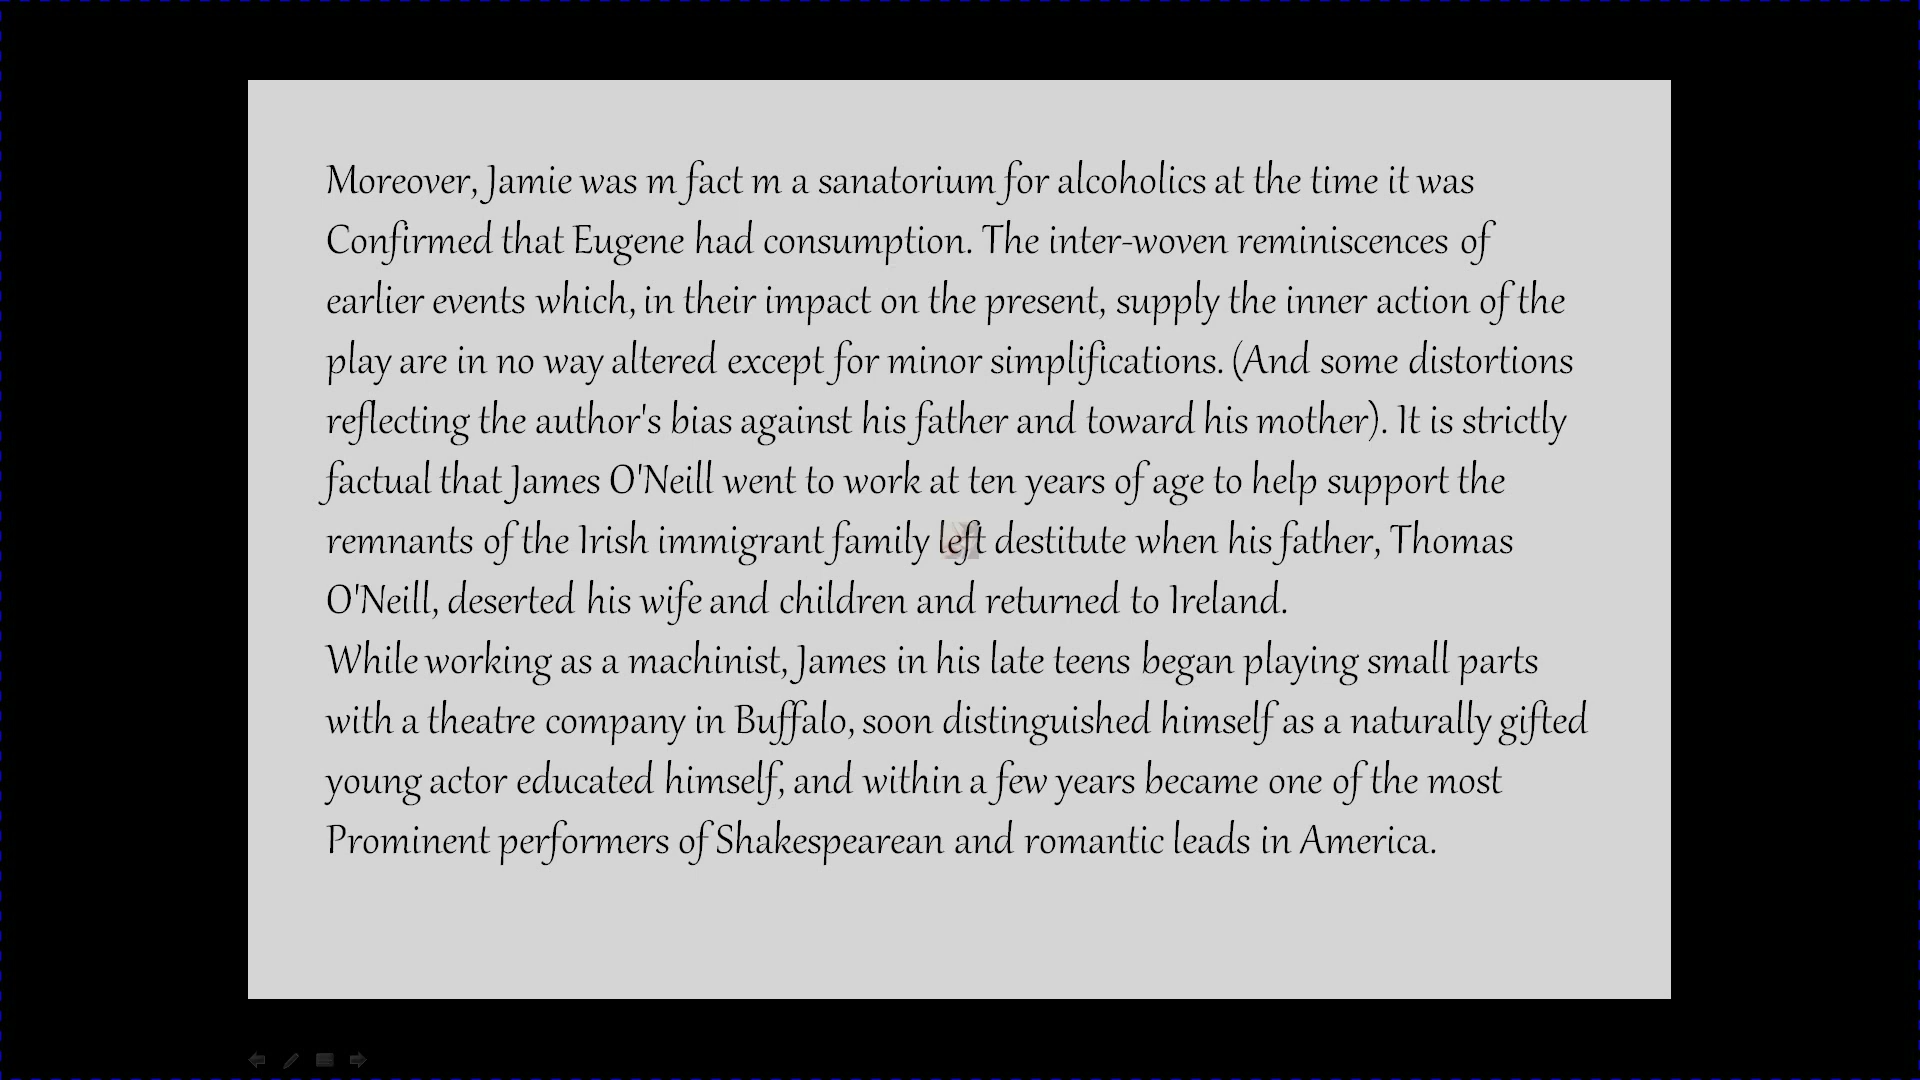 Moreover, Jamie was m fact m a sanatorium for alcoholics at the time it was
Confirmed that Eugene had consumption. The inter-woven reminiscences of
earlier events which, in their impact on the present, supply the inner action of the
play are in no way altered except for minor simplifications. (And some distortions
reflecting the author's bias against his father and toward his mother). It is strictly
factual that James O'Neill went to work at ten years of age to help support the
remnants of the Irish immigrant family left destitute when his father, Thomas
O'Neill, deserted his wife and children and returned to Ireland.
While working as a machinist, James in his late teens began playing small parts
with a theatre company in Buffalo, soon distinguished himself as a naturally gifted
young actor educated himself, and within a few years became one of the most
Prominent performers of Shakespearean and romantic leads in America.